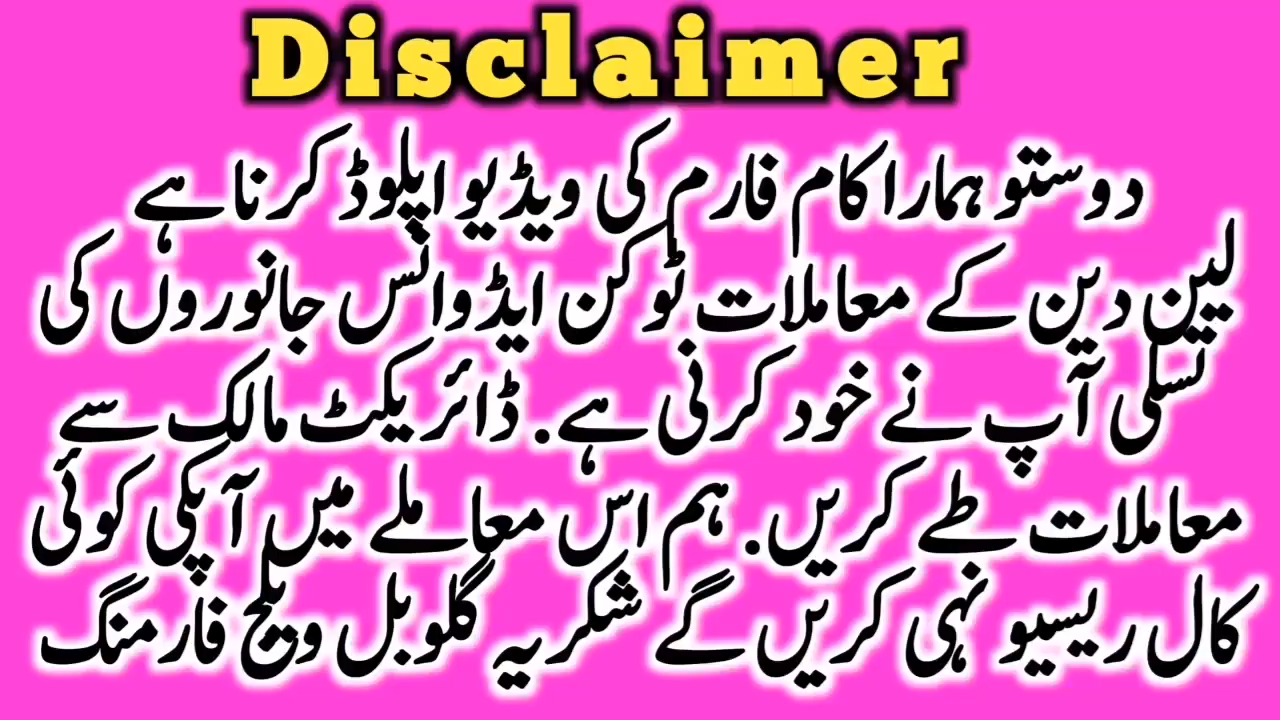 Disclaimer
دوستو ہمارا کام فارم کی ویڈیو اپلوڈ کرنا ہے
لین دین کے معاملات ٹوکن ایڈوانس جانوروں کی
تسلی آپ نے خود کرنی ہے. ڈائریکٹ مالک سے
معاملات طے کریں. ہم اس معاملے میں آپکی کوئی
کال ریسیو نہی کریں گے شکریہ گلوبل ویلج فارمنگ